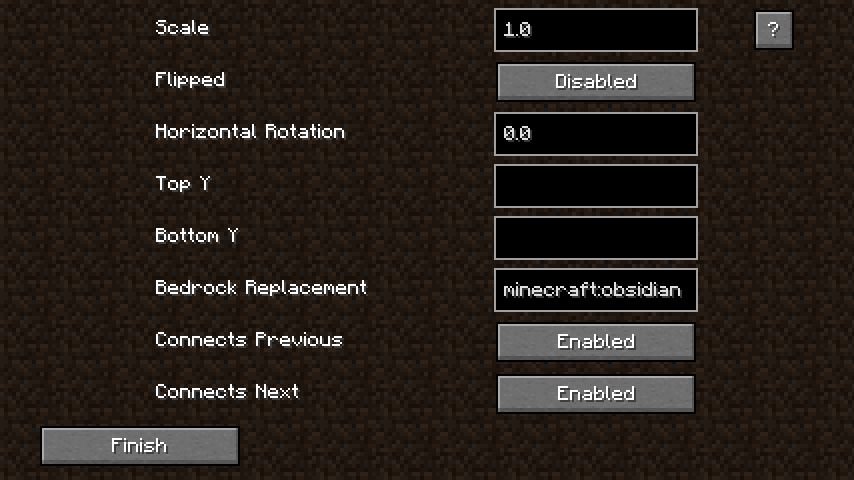 Scale 1.0 ?
Flipped Disabled
Horizontal Rotation 0.0
Top Y
Bottom Y
Bedrock Replacement minecraft:obsidian
Connects Previous Enabled
Connects Next Enabled
Finish